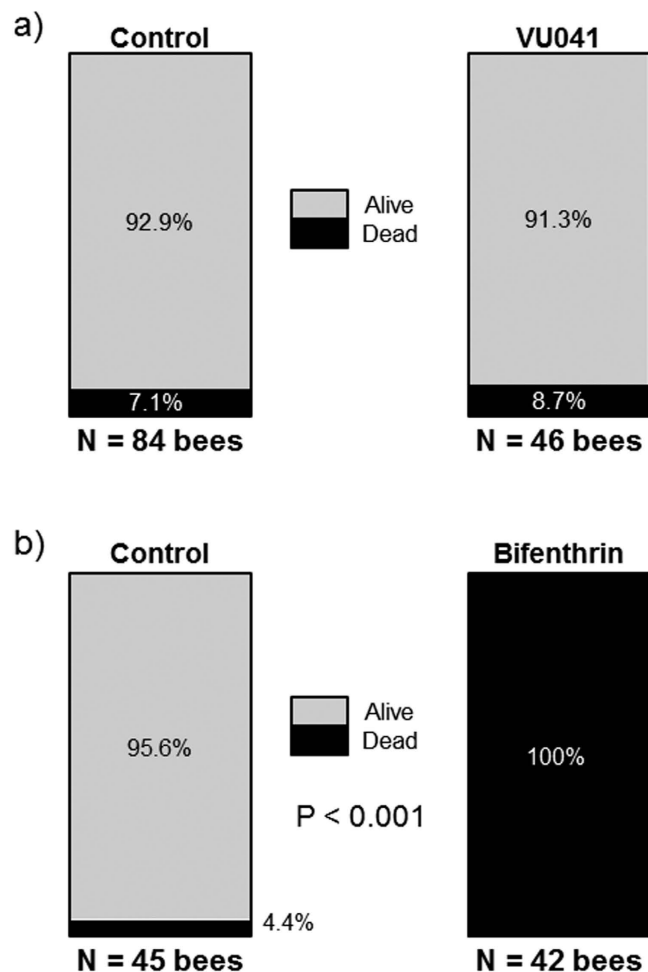 a)
Control
VU041
92.9%
Alive
Dead
91.3%
7.1%
8.7%
N = 84 bees
N = 46 bees
b)
Control
Bifenthrin
95.6%
Alive
Dead
100%
P < 0.001
4.4%
N = 45 bees
N = 42 bees